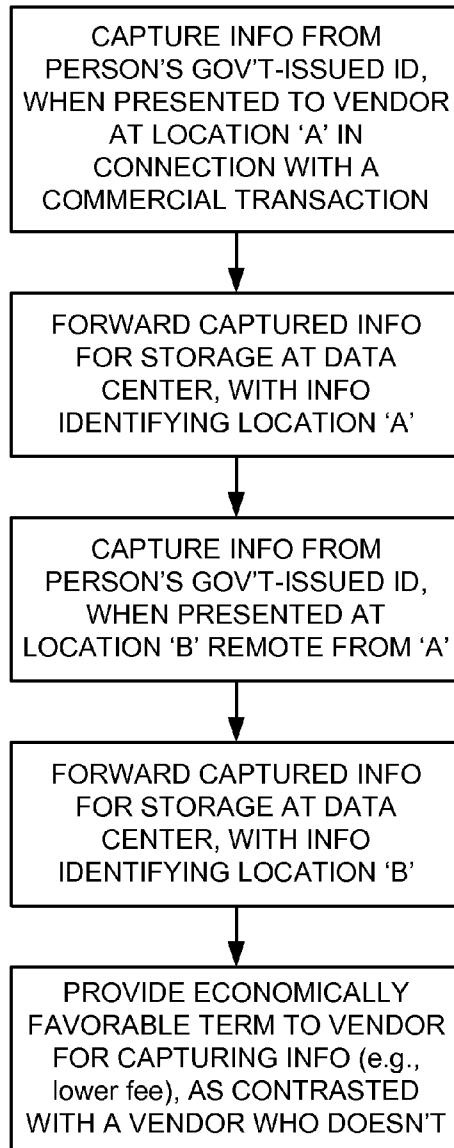 CAPTURE INFO FROM
PERSON'S GOV'T-ISSUED ID,
WHEN PRESENTED TO VENDOR
AT LOCATION 'A' IN
CONNECTION WITH A
COMMERCIAL TRANSACTION
FORWARD CAPTURED INFO
FOR STORAGE AT DATA
CENTER, WITH INFO
IDENTIFYING LOCATION 'A'
CAPTURE INFO FROM
PERSON'S GOV'T-ISSUED ID,
WHEN PRESENTED AT
LOCATION 'B' REMOTE FROM 'A'
FORWARD CAPTURED INFO
FOR STORAGE AT DATA
CENTER, WITH INFO
IDENTIFYING LOCATION 'B'
PROVIDE ECONOMICALLY
FAVORABLE TERM TO VENDOR
FOR CAPTURING INFO (e.g.,
lower fee), AS CONTRASTED
WITH A VENDOR WHO DOESN'T